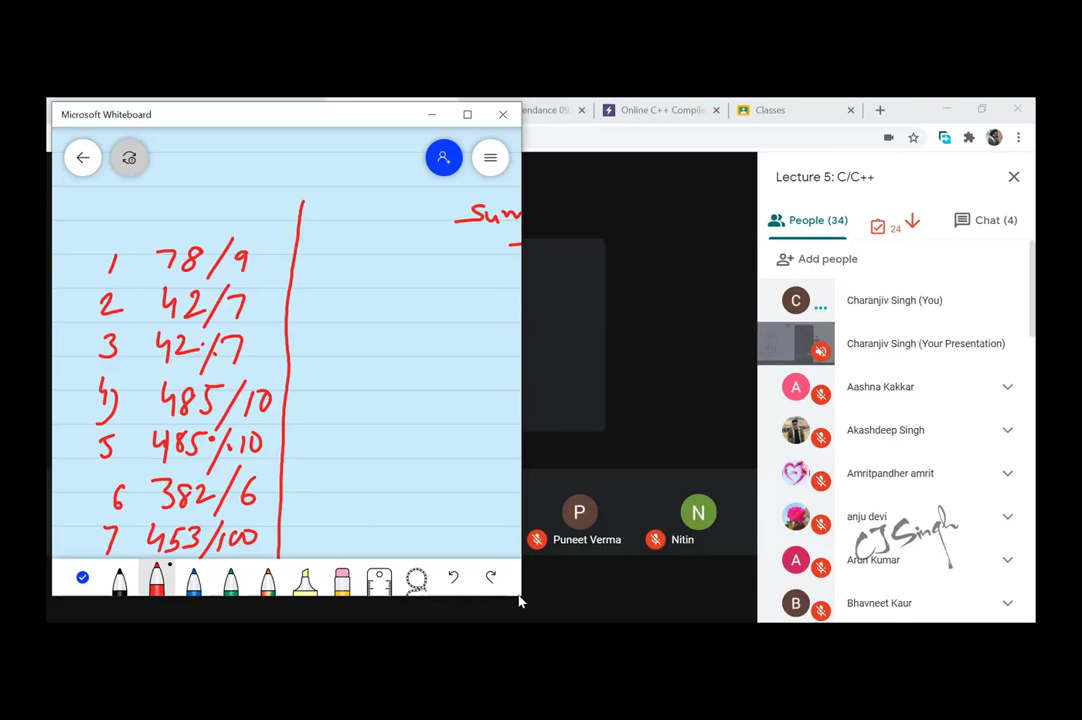 Microsoft Whiteboard
endance 09.
Online C++ Compile
Classes
Lecture 5: C/C++
People (34)
24
Chat (4)
Add people
C
Charanjiv Singh (You)
Charanjiv Singh (Your Presentation)
A
Aashna Kakkar
Akashdeep Singh
Amritpandher amrit
anju devi
CJSingh
A
Arun Kumar
B
Bhavneet Kaur
P
Puneet Verma
N
Nitin
Sum
1 78/9
2 42/7
3 42%7
4) 485/10
5 485%10
6 382/6
7 453/100